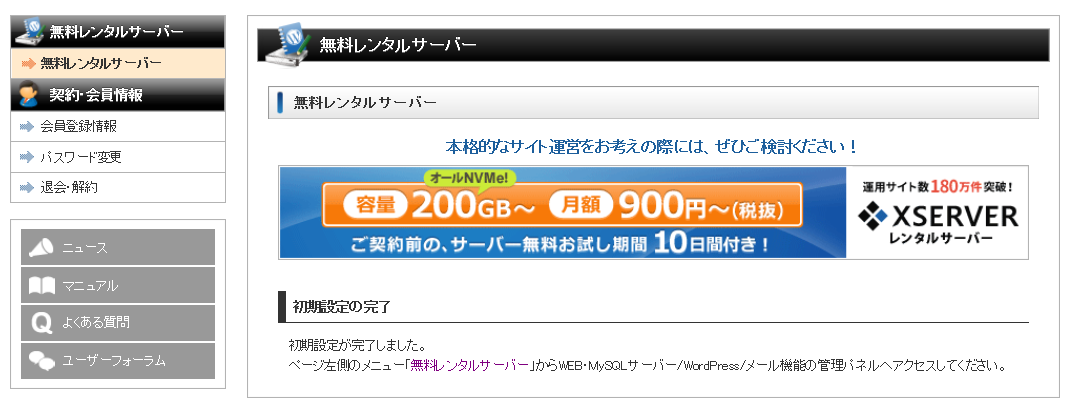 無料レンタルサーバー
無料レンタルサーバー
契約・会員情報
会員登録情報
パスワード変更
退会・解約
ニュース
マニュアル
よくある質問
ユーザーフォーラム
無料レンタルサーバー
無料レンタルサーバー
本格的なサイト運営をお考えの際には、ぜひご検討ください！
オールNVMe!
容量 200GB～ 月額 900円～(税抜)
ご契約前の、サーバー無料お試し期間 10日間付き！
運用サイト数180万件突破！
XSERVER
レンタルサーバー
初期設定の完了
初期設定が完了しました。
ページ左側のメニュー「無料レンタルサーバー」からWEB・MySQLサーバー/WordPress/メール機能の管理パネルへアクセスしてください。